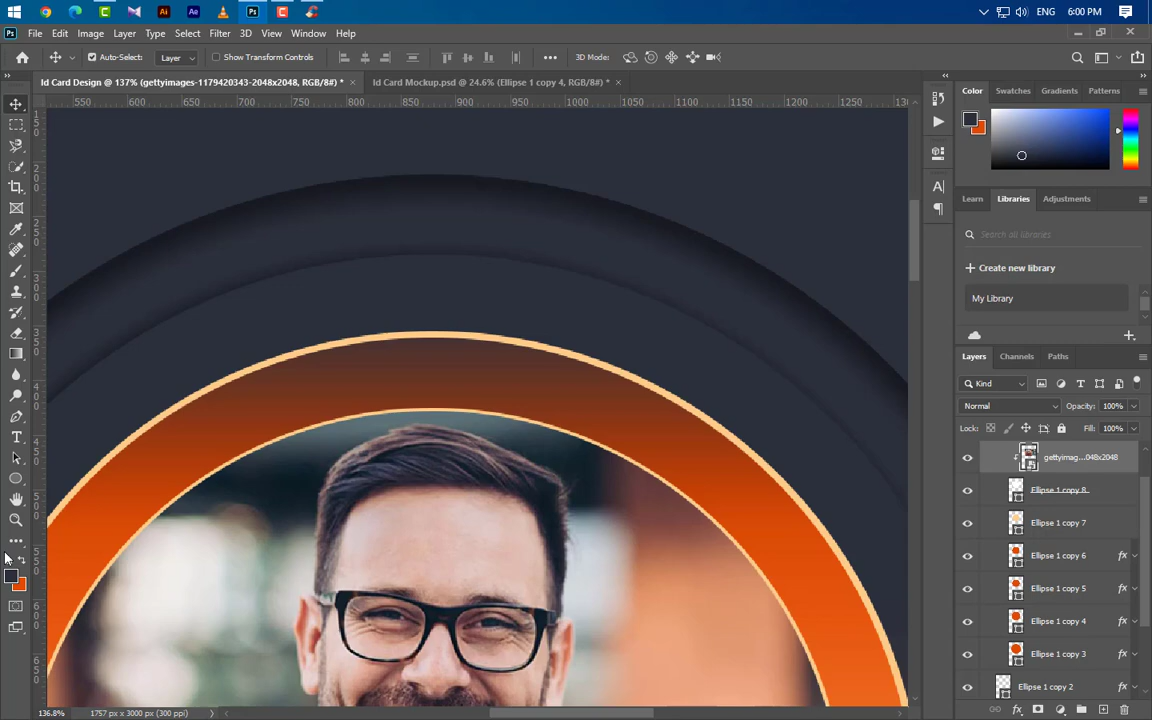 ENG 6:00 PM
File Edit Image Layer Type Select Filter 3D View Window Help
Auto-Select: Layer Show Transform Controls 3D Mode:
Id Card Design @ 137% (gettyimages-1179420343-2048x2048, RGB/8#) * Id Card Mockup.psd @ 24.6% (Ellipse 1 copy 4, RGB/8#) *
Color Swatches Gradients Patterns
550 600 650 700 750 800 850 900 950 1000 1050 1100 1150 1200 1250
Learn Libraries Adjustments
Search all libraries
Create new library
My Library
Layers Channels Paths
Kind
Normal Opacity: 100%
Lock: Fill: 100%
gettyimag...048x2048
Ellipse 1 copy 8
Ellipse 1 copy 7
Ellipse 1 copy 6 fx
Ellipse 1 copy 5 fx
Ellipse 1 copy 4 fx
Ellipse 1 copy 3 fx
Ellipse 1 copy 2 fx
136.8% 1757 px x 3000 px (300 ppi)